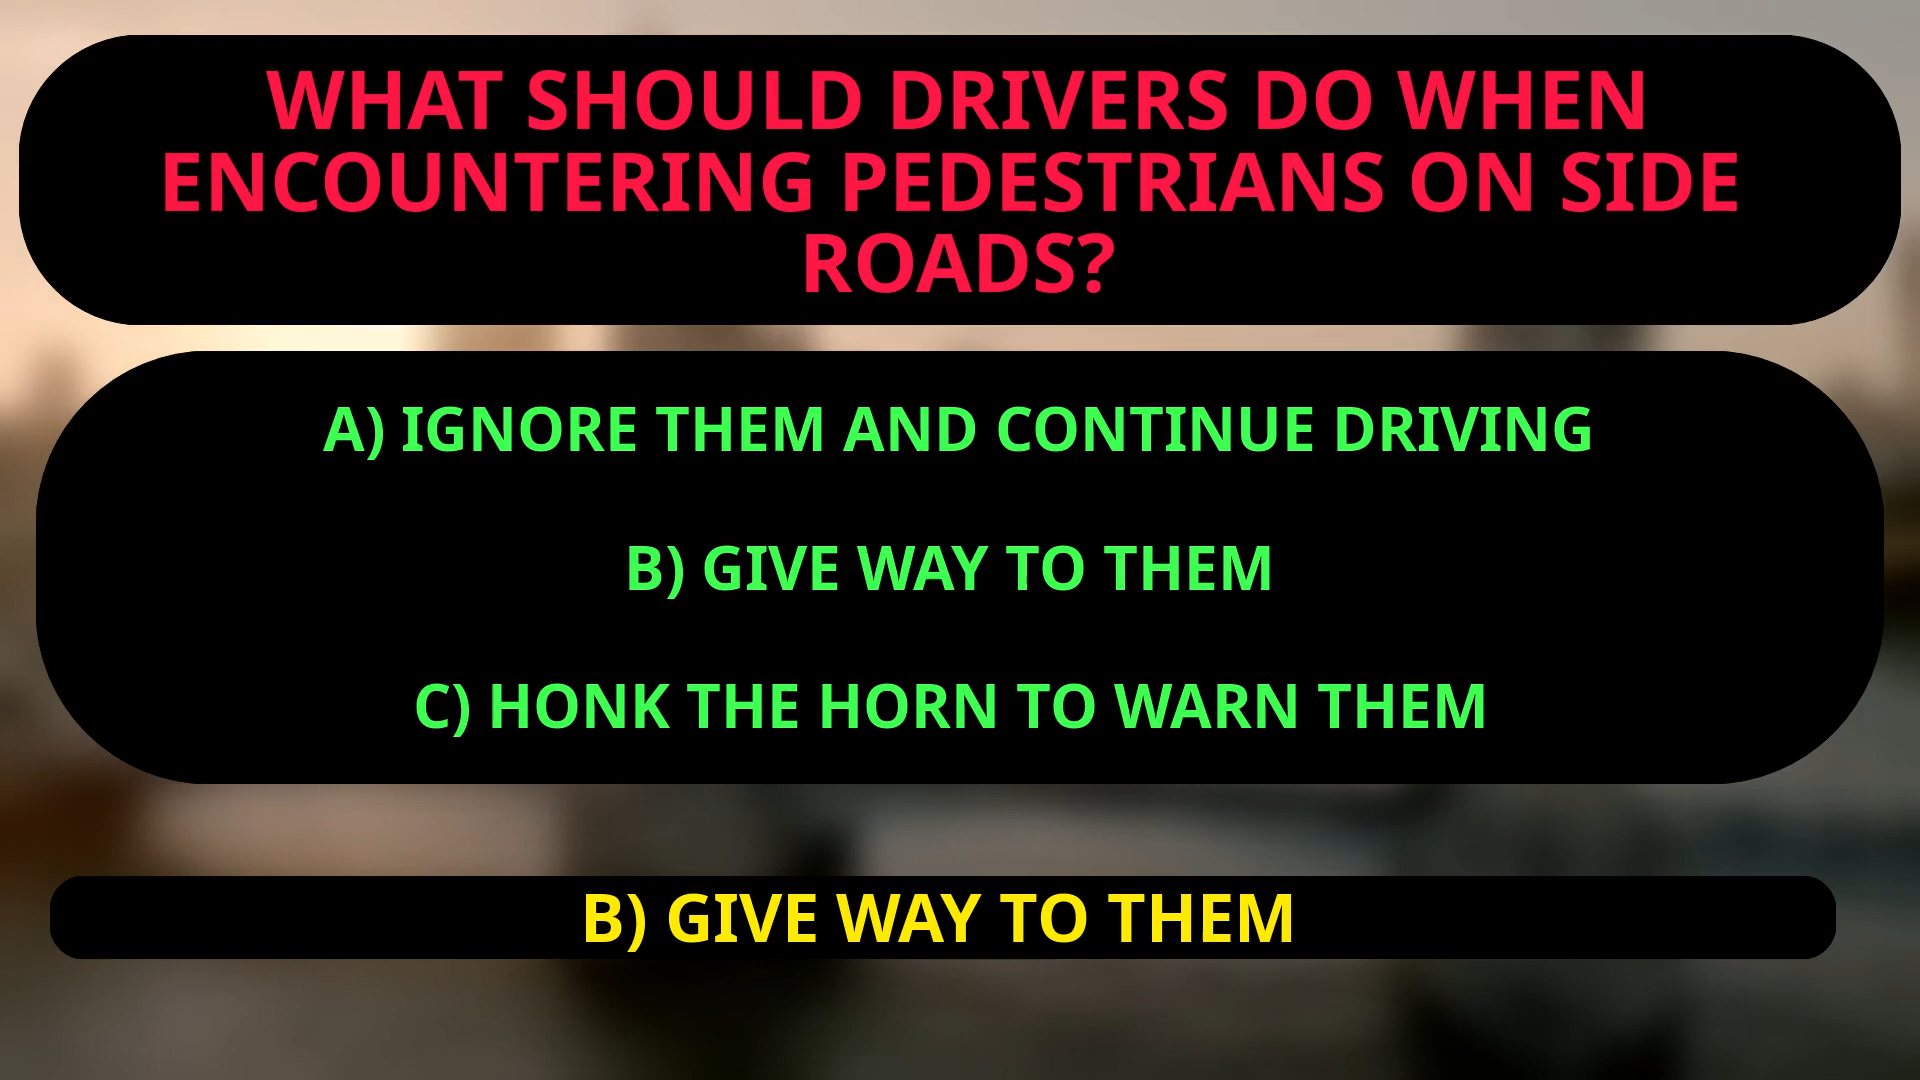 WHAT SHOULD DRIVERS DO WHEN
ENCOUNTERING PEDESTRIANS ON SIDE
ROADS?
A) IGNORE THEM AND CONTINUE DRIVING
B) GIVE WAY TO THEM
C) HONK THE HORN TO WARN THEM
B) GIVE WAY TO THEM